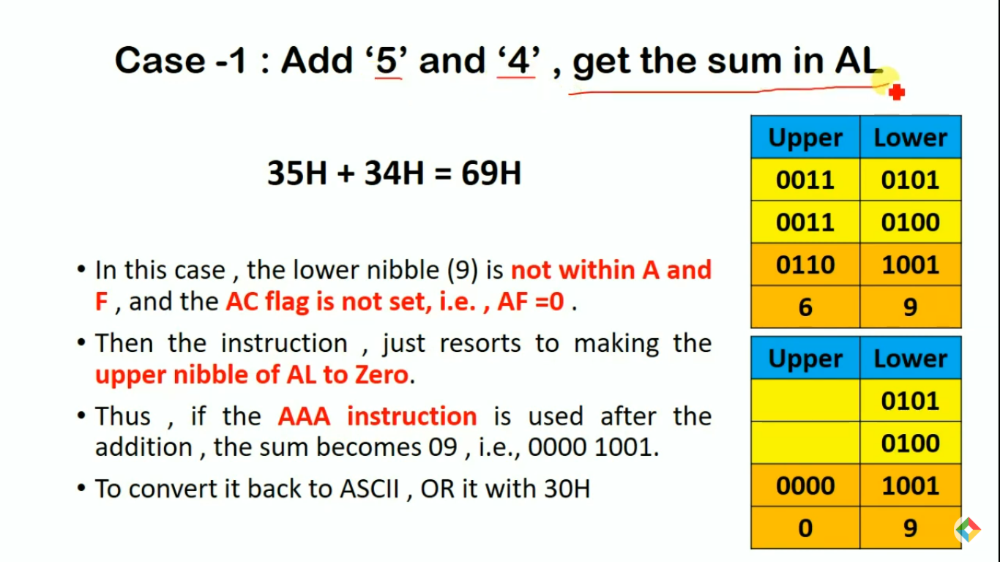 Case -1 : Add ‘5’ and ‘4’ , get the sum in AL
35H + 34H = 69H
• In this case , the lower nibble (9) is not within A and
F , and the AC flag is not set, i.e. , AF =0 .
• Then the instruction , just resorts to making the
upper nibble of AL to Zero.
• Thus , if the AAA instruction is used after the
addition , the sum becomes 09 , i.e., 0000 1001.
• To convert it back to ASCII , OR it with 30H
Upper Lower
0011 0101
0011 0100
0110 1001
6 9
Upper Lower
0101
0100
0000 1001
0 9